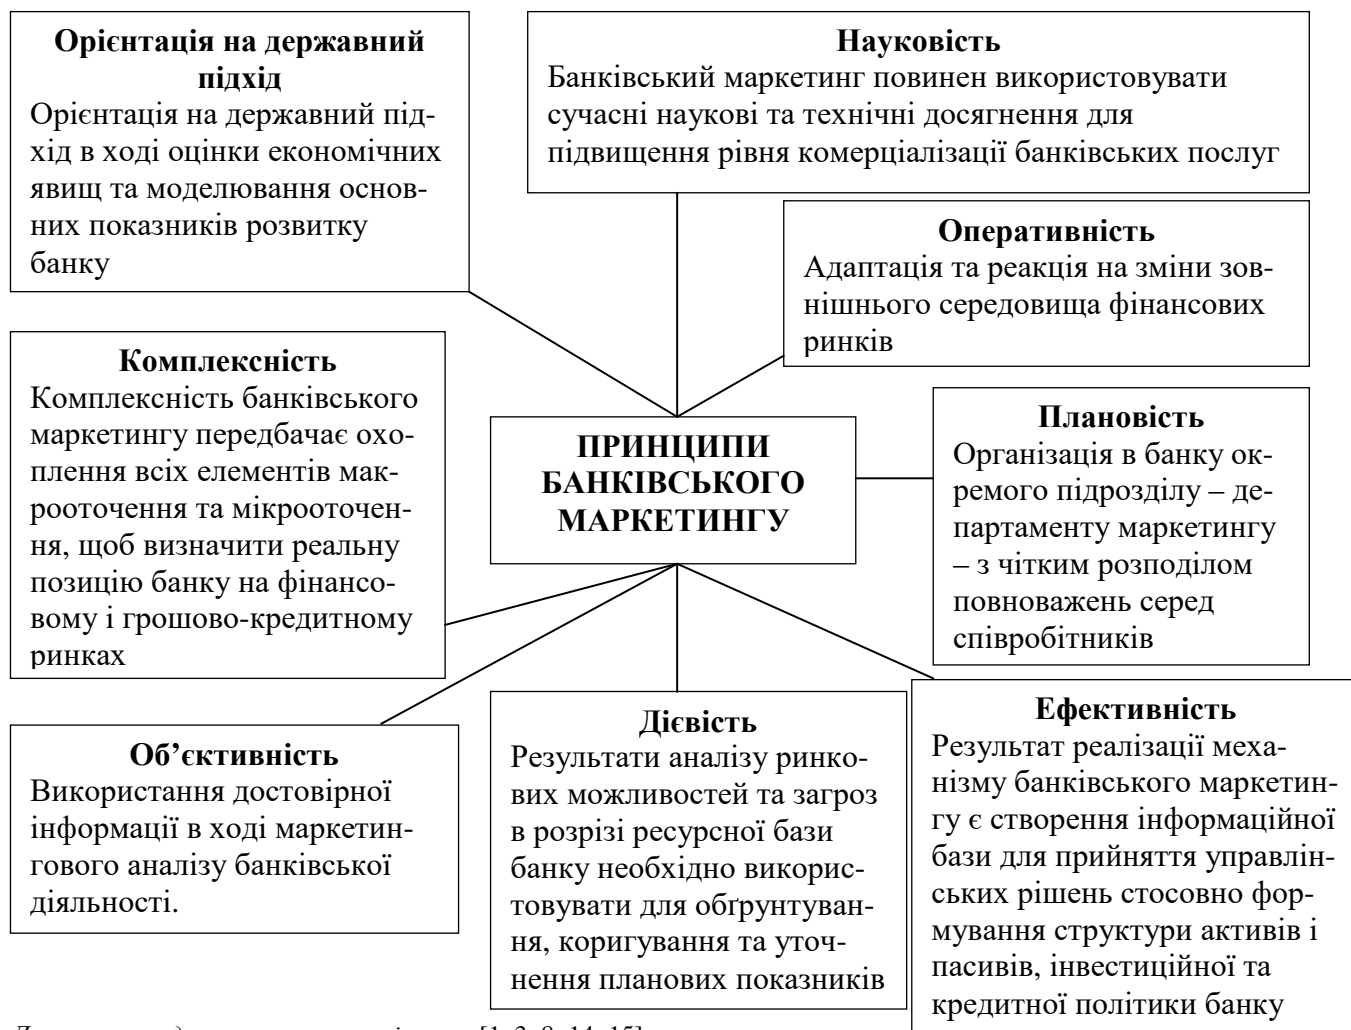 Орієнтація на державний
підхід
Орієнтація на державний під-
хід в ході оцінки економічних
явищ та моделювання основ-
них показників розвитку
банку
Науковість
Банківський маркетинг повинен використовувати
сучасні наукові та технічні досягнення для
підвищення рівня комерціалізації банківських послуг
Оперативність
Адаптація та реакція на зміни зов-
нішнього середовища фінансових
ринків
Комплексність
Комплексність банківського
маркетингу передбачає охо-
плення всіх елементів мак-
рооточення та мікрооточен-
ня, щоб визначити реальну
позицію банку на фінансо-
вому і грошово-кредитному
ринках
ПРИНЦИПИ
БАНКІВСЬКОГО
МАРКЕТИНГУ
Плановість
Організація в банку ок-
ремого підрозділу – де-
партаменту маркетингу
– з чітким розподілом
повноважень серед
співробітників
Об’єктивність
Використання достовірної
інформації в ході маркетин-
гового аналізу банківської
діяльності.
Дієвість
Результати аналізу ринко-
вих можливостей та загроз
в розрізі ресурсної бази
банку необхідно викорис-
товувати для обґрунтуван-
ня, коригування та уточ-
нення планових показників
Ефективність
Результат реалізації меха-
нізму банківського маркетин-
гу є створення інформаційної
бази для прийняття управлін-
ських рішень стосовно фор-
мування структури активів і
пасивів, інвестиційної та
кредитної політики банку